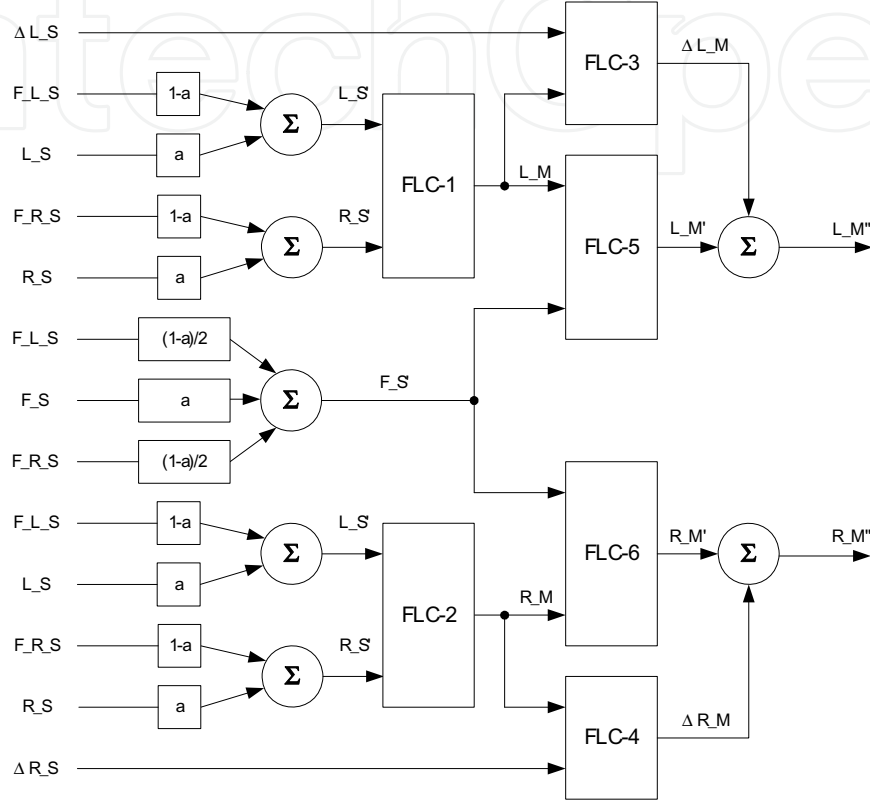 Δ L_S
F_L_S
1-a
L_S
a
Σ
L_S'
F_R_S
1-a
R_S
a
Σ
R_S'
FLC-1
L_M
FLC-3
Δ L_M
FLC-5
L_M'
Σ
L_M"
F_L_S
(1-a)/2
F_S
a
F_R_S
(1-a)/2
Σ
F_S'
F_L_S
1-a
L_S
a
Σ
L_S'
F_R_S
1-a
R_S
a
Σ
R_S'
FLC-2
R_M
FLC-6
R_M'
Σ
R_M"
FLC-4
Δ R_M
Δ R_S